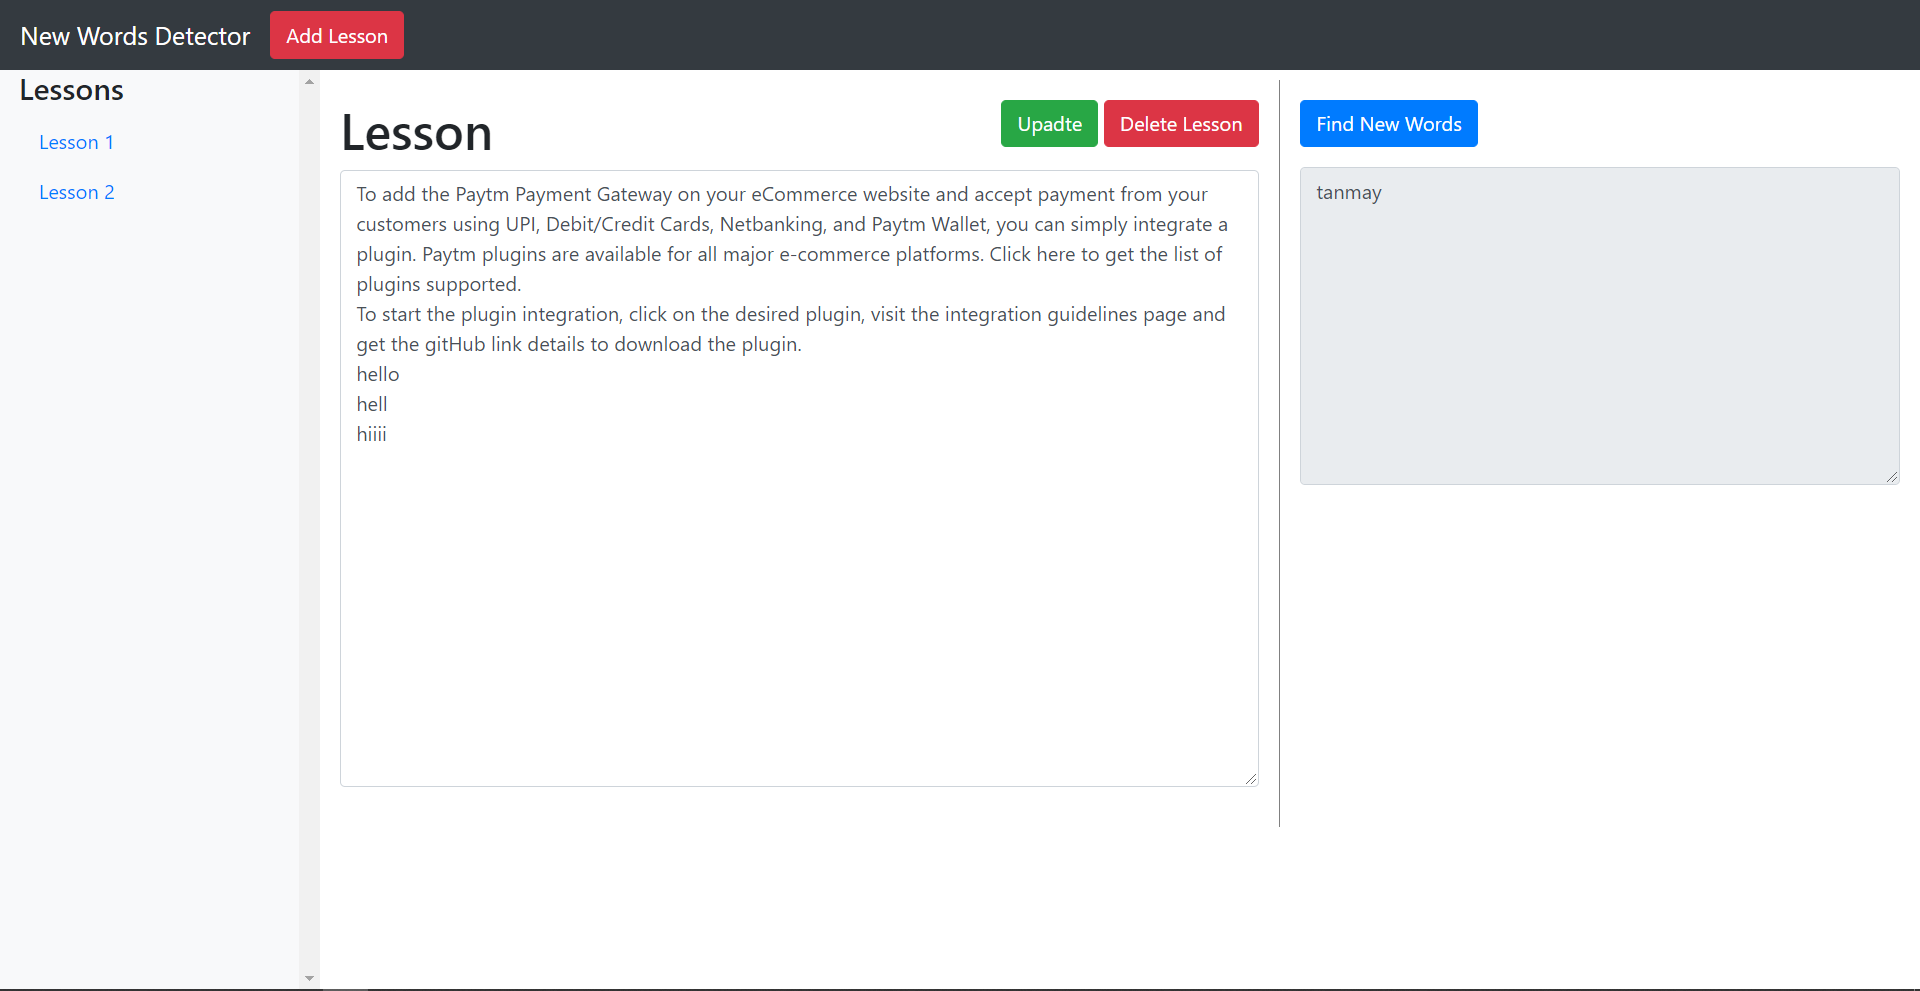 New Words Detector
Add Lesson
Lessons
Lesson 1
Lesson 2
Lesson
Upadte
Delete Lesson
To add the Paytm Payment Gateway on your eCommerce website and accept payment from your
customers using UPI, Debit/Credit Cards, Netbanking, and Paytm Wallet, you can simply integrate a
plugin. Paytm plugins are available for all major e-commerce platforms. Click here to get the list of
plugins supported.
To start the plugin integration, click on the desired plugin, visit the integration guidelines page and
get the gitHub link details to download the plugin.
hello
hell
hiiii
Find New Words
tanmay